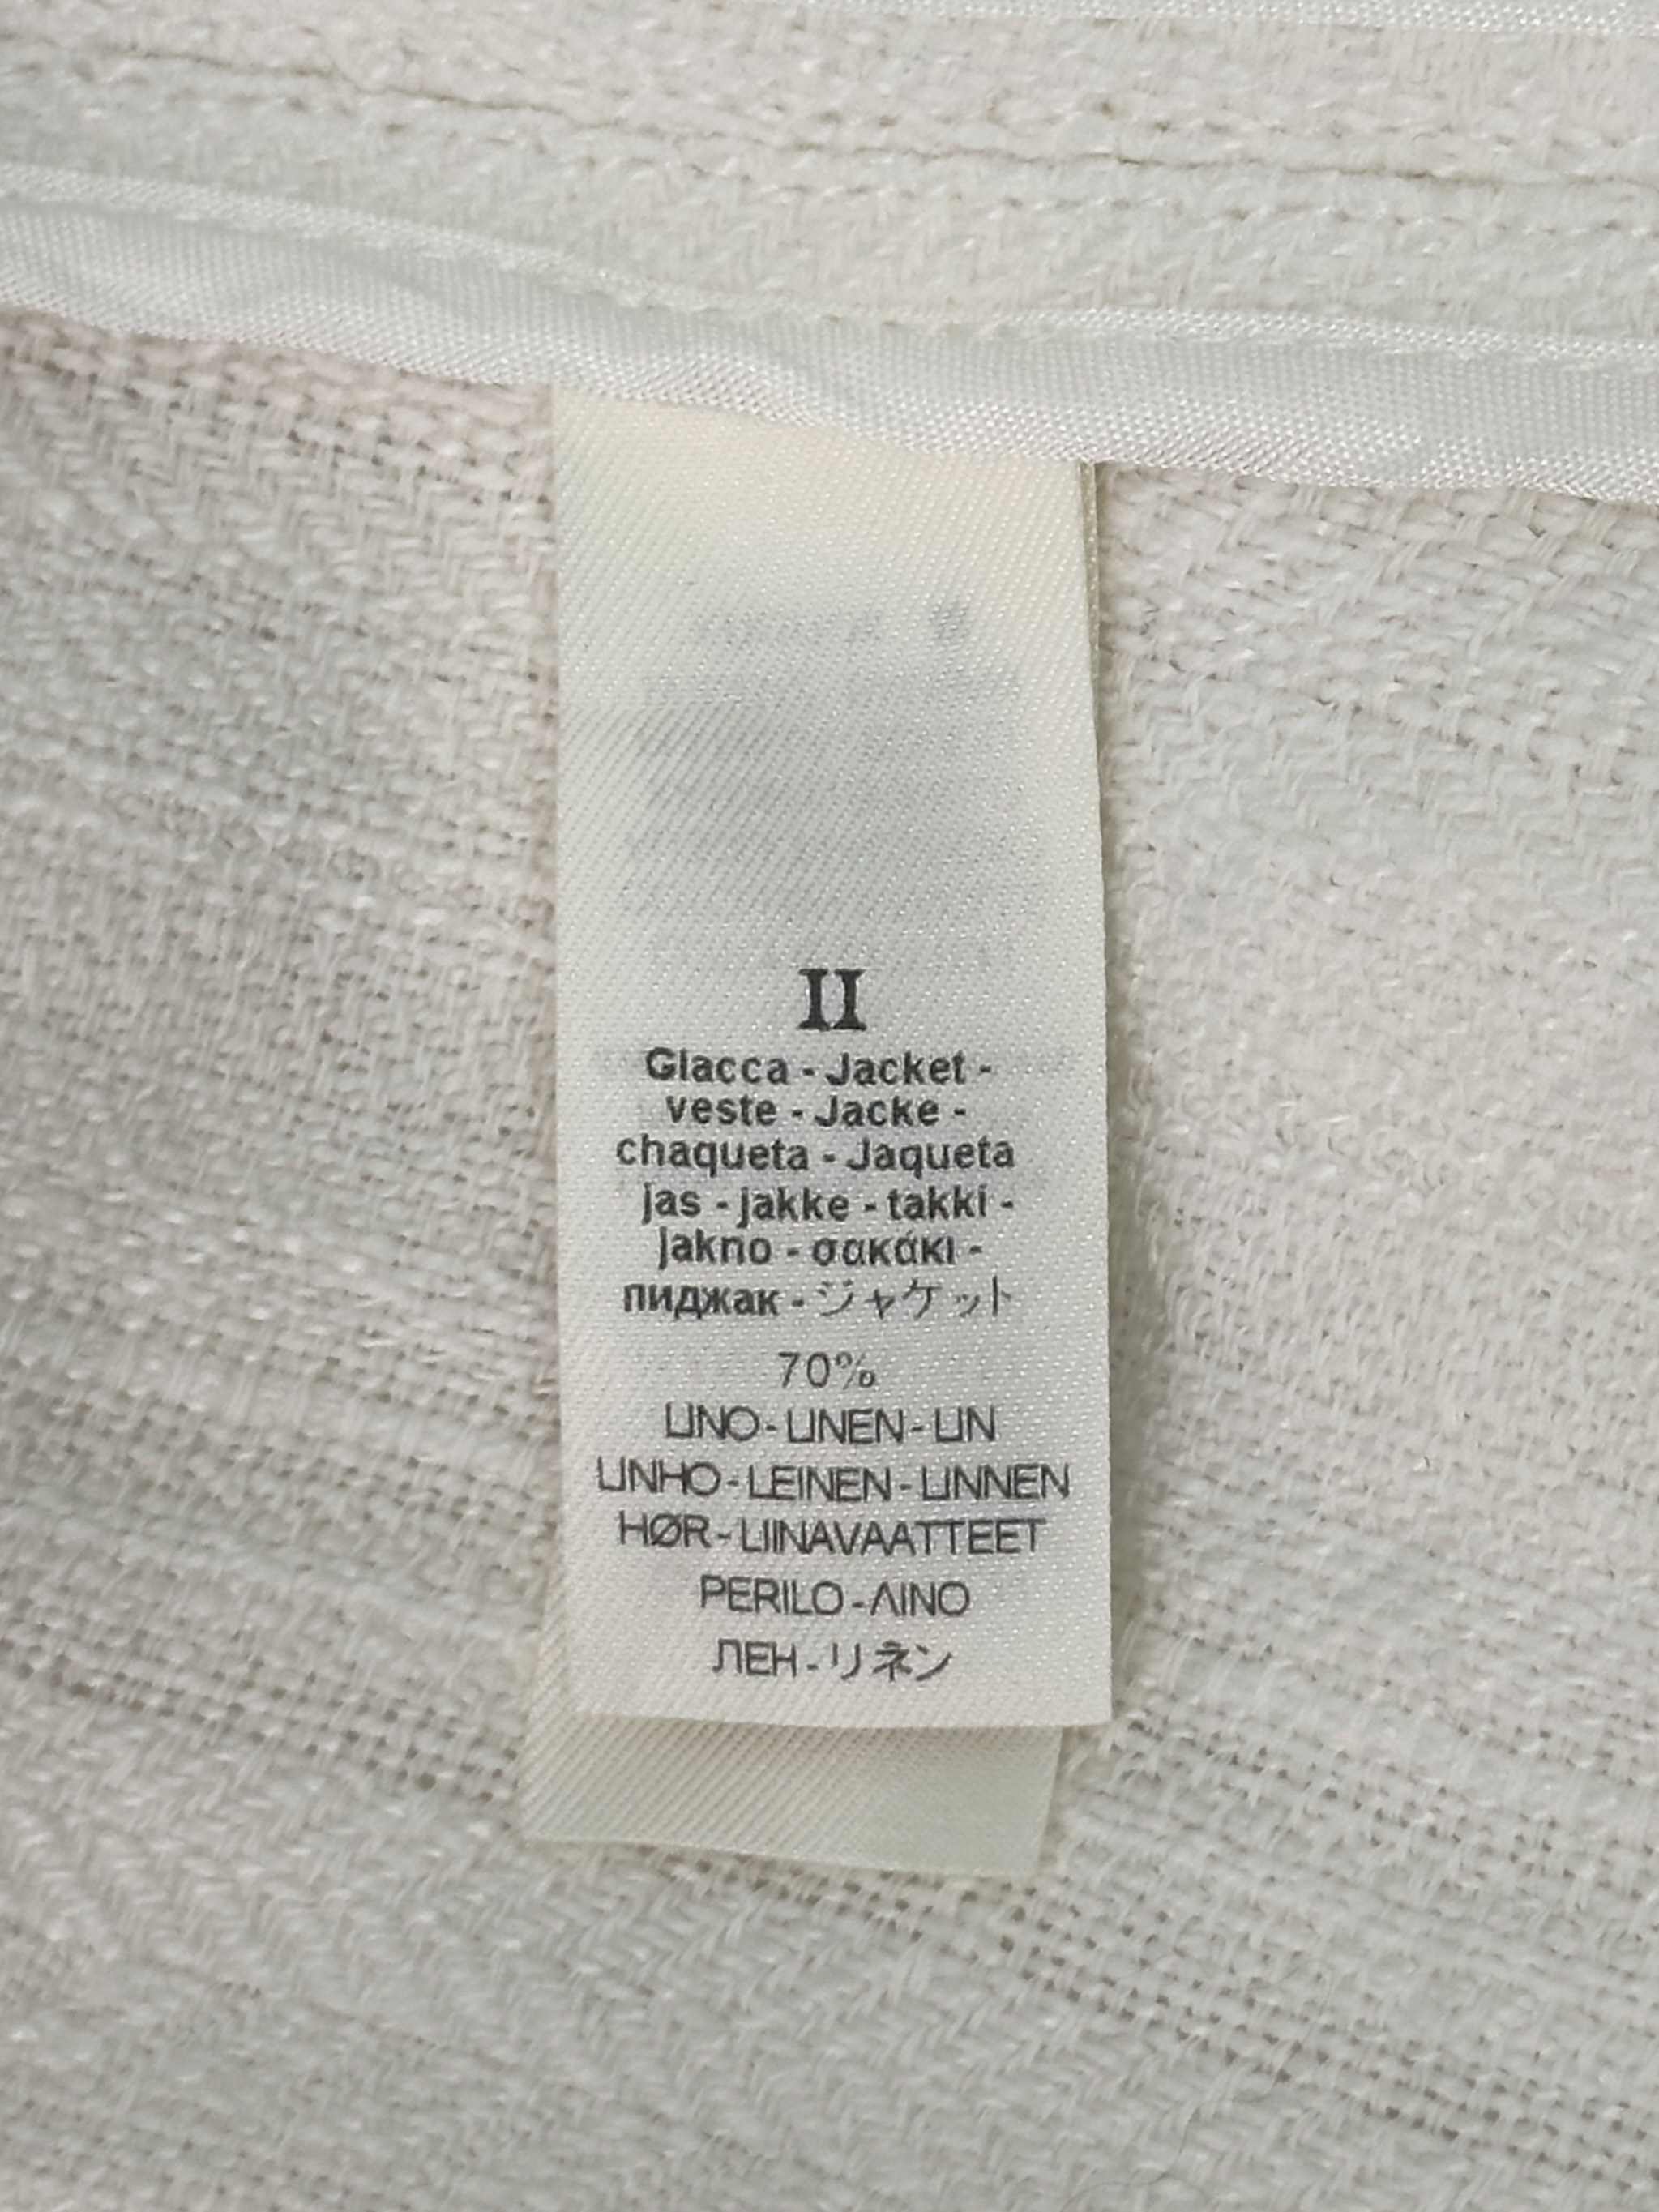 II
Giacca - Jacket -
veste - Jacke -
chaqueta - Jaqueta
jas - jakke - takki -
jakno - σακάκι -
пиджак - ジャケット
70%
LINO - LINEN - LIN
LINHO - LEINEN - LINNEN
HØR - LIINAVAATTEET
PERILO - ΛΙΝΟ
ЛЕН - リネン